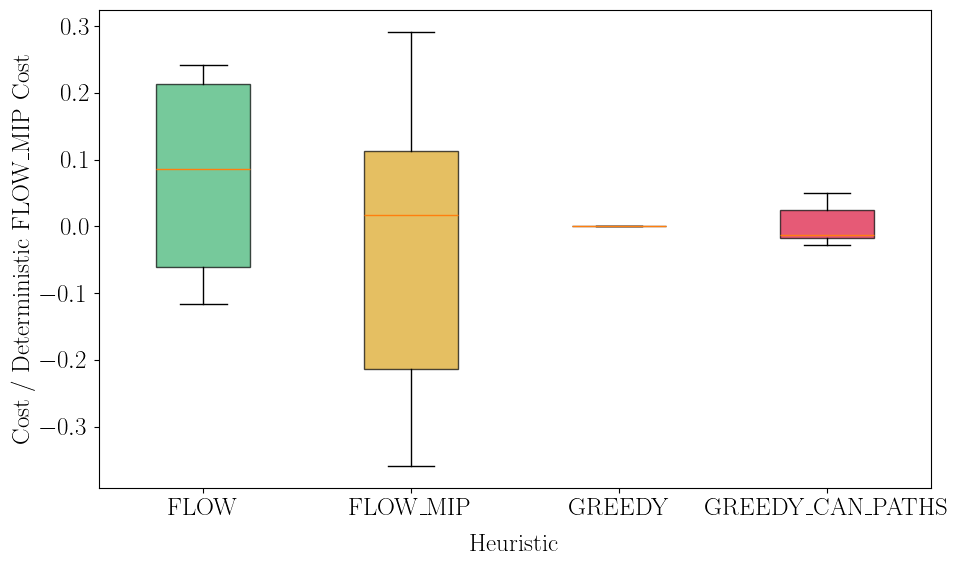 Cost / Deterministic FLOW_MIP Cost
0.3
0.2
0.1
0.0
−0.1
−0.2
−0.3
FLOW
FLOW_MIP
GREEDY
GREEDY_CAN_PATHS
Heuristic